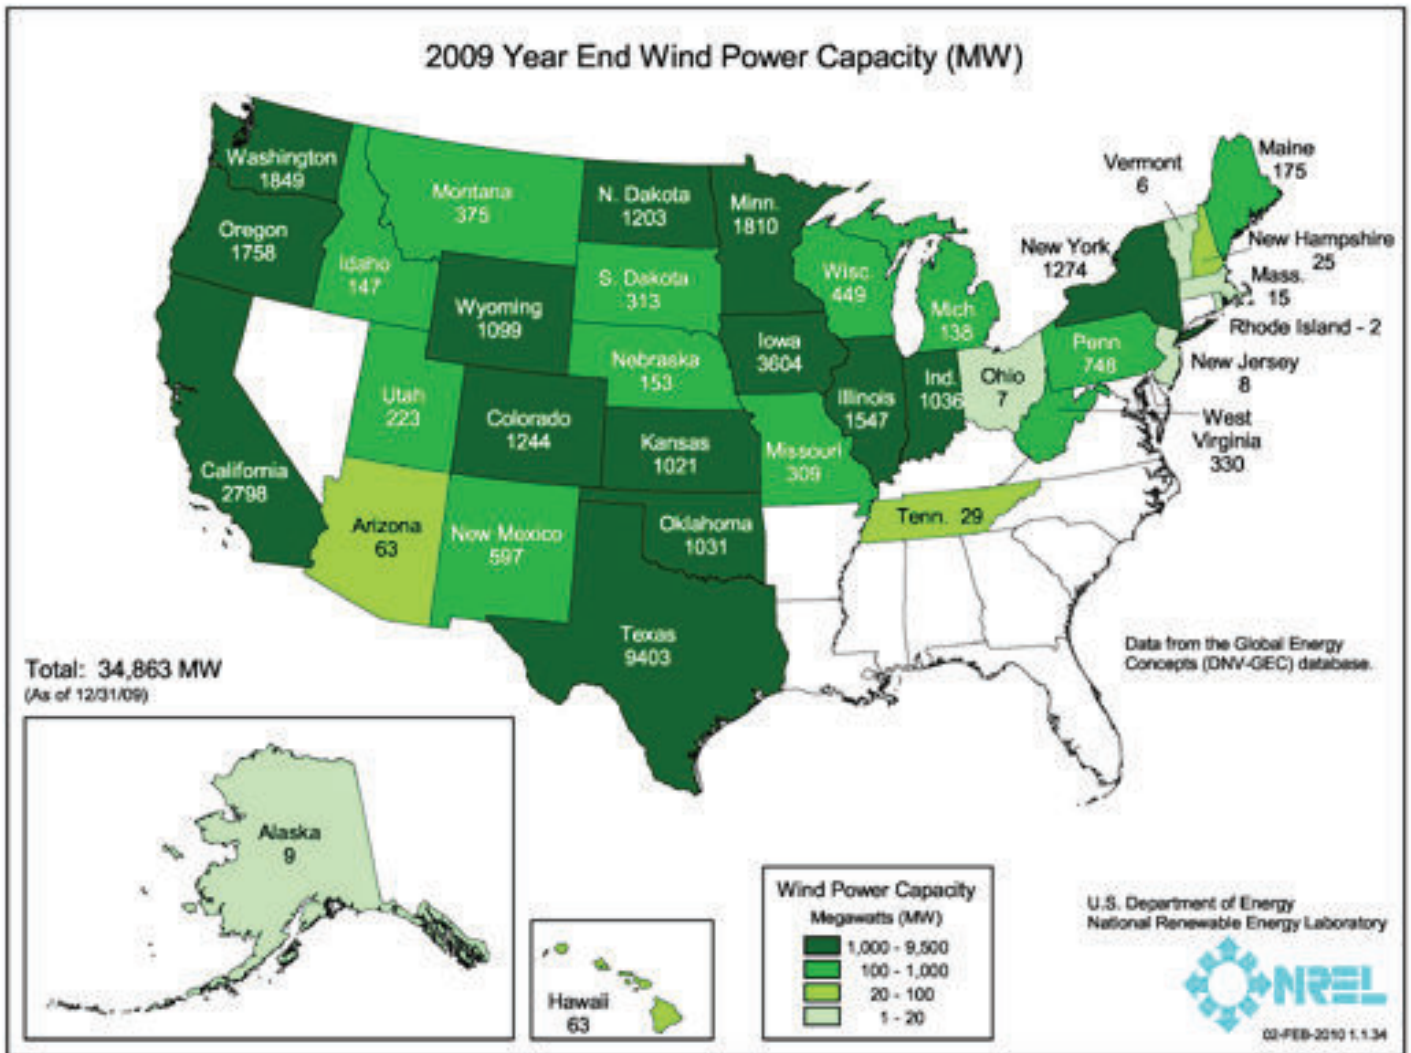 2009 Year End Wind Power Capacity (MW)
Washington
1849
Oregon
1758
California
2798
Idaho
147
Montana
375
Wyoming
1099
Utah
223
Colorado
1244
Arizona
63
New Mexico
597
N. Dakota
1203
S. Dakota
313
Nebraska
153
Kansas
1021
Oklahoma
1031
Texas
9403
Minn.
1810
Iowa
3604
Missouri
309
Wisc.
449
Illinois
1547
Mich
138
Ind.
1036
Ohio
7
Tenn. 29
Penn
748
New York
1274
Vermont
6
Maine
175
New Hampshire
25
Mass.
15
Rhode Island - 2
New Jersey
8
West
Virginia
330
Data from the Global Energy
Concepts (DNV-GEC) database.
Total: 34,863 MW
(As of 12/31/09)
Alaska
9
Hawaii
63
Wind Power Capacity
Megawatts (MW)
1,000 - 9,500
100 - 1,000
20 - 100
1 - 20
U.S. Department of Energy
National Renewable Energy Laboratory
NREL
02-FEB-2010 1.1.34